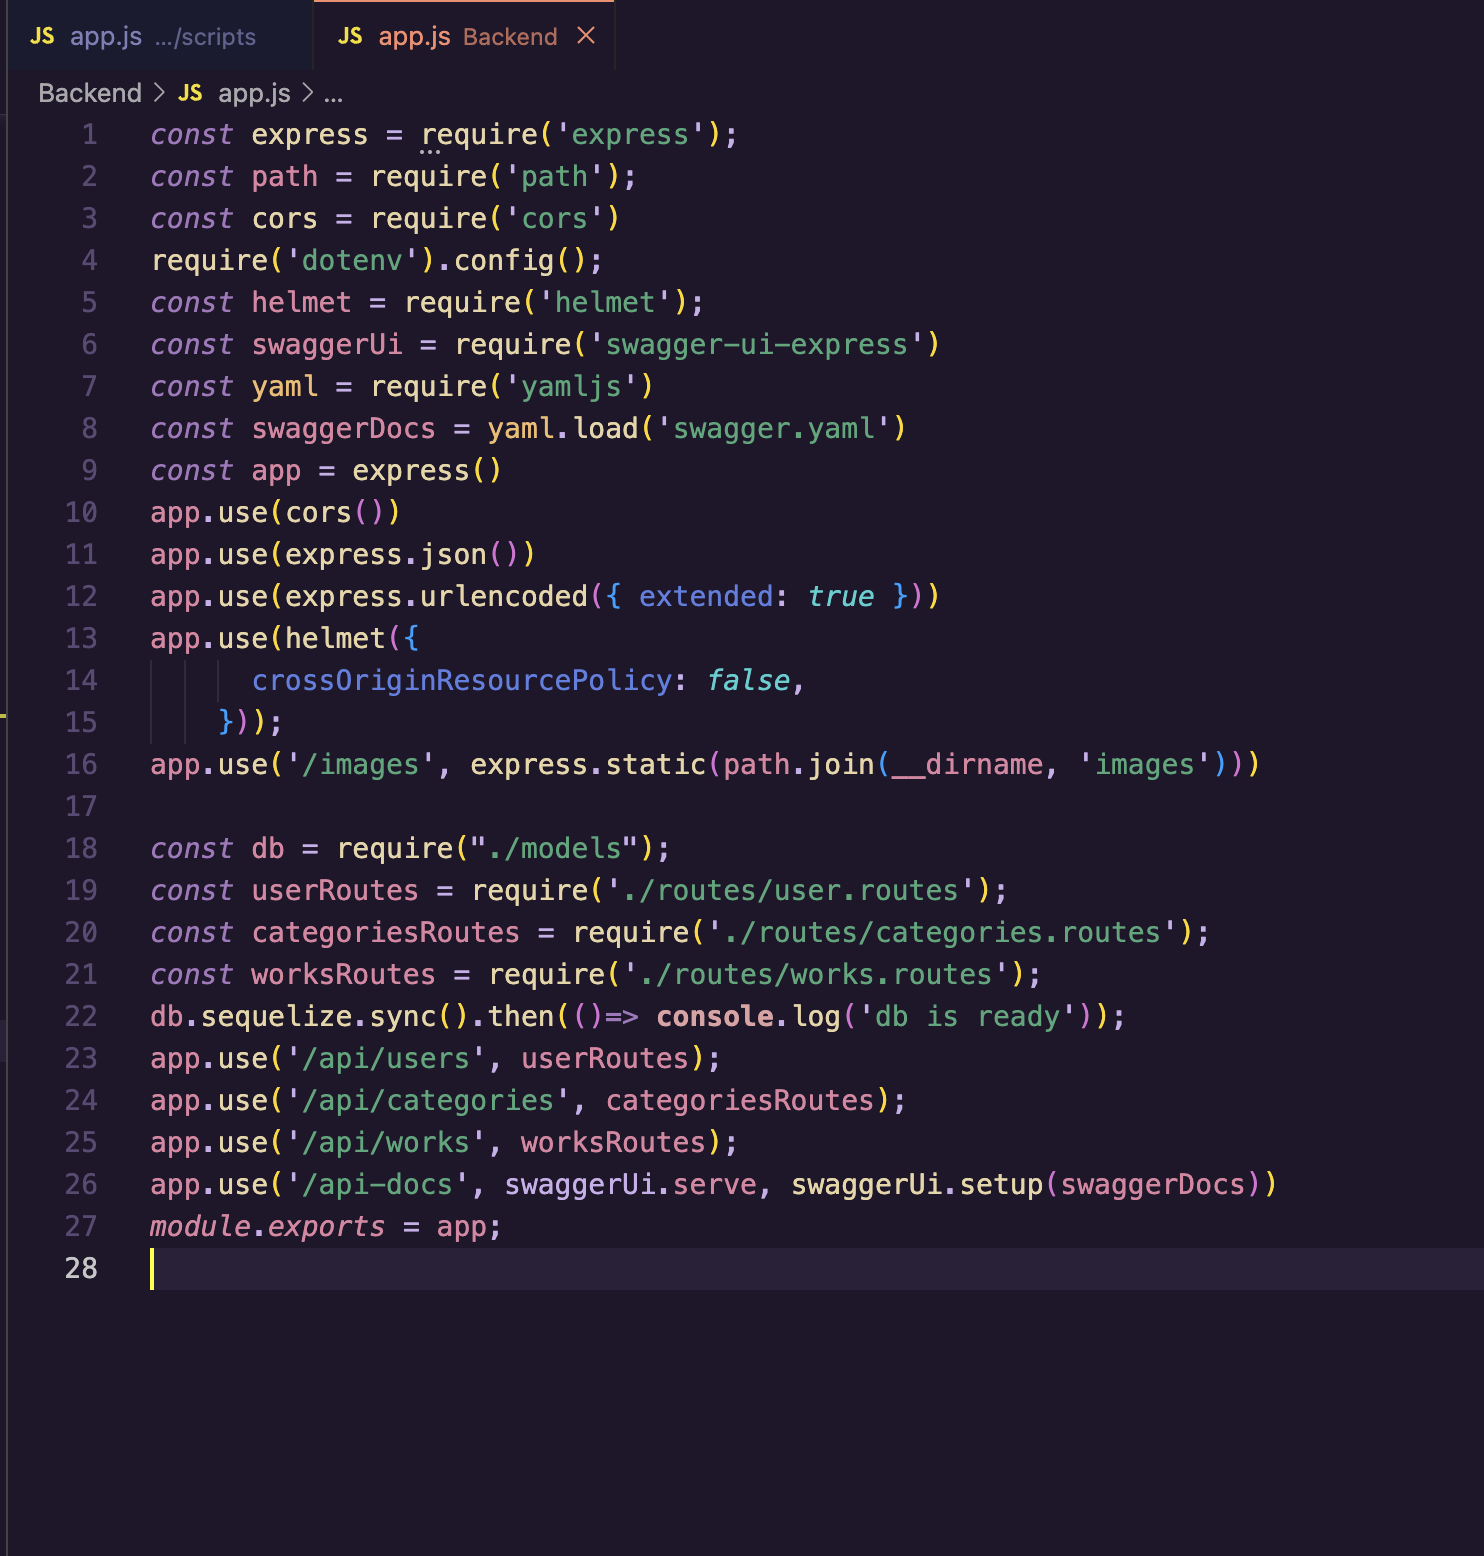 JS app.js .../scripts JS app.js Backend ×
Backend > JS app.js > ...
1 const express = require('express');
2 const path = require('path');
3 const cors = require('cors')
4 require('dotenv').config();
5 const helmet = require('helmet');
6 const swaggerUi = require('swagger-ui-express')
7 const yaml = require('yamljs')
8 const swaggerDocs = yaml.load('swagger.yaml')
9 const app = express()
10 app.use(cors())
11 app.use(express.json())
12 app.use(express.urlencoded({ extended: true }))
13 app.use(helmet({
14       crossOriginResourcePolicy: false,
15     }));
16 app.use('/images', express.static(path.join(__dirname, 'images')))
17
18 const db = require("./models");
19 const userRoutes = require('./routes/user.routes');
20 const categoriesRoutes = require('./routes/categories.routes');
21 const worksRoutes = require('./routes/works.routes');
22 db.sequelize.sync().then(()=> console.log('db is ready'));
23 app.use('/api/users', userRoutes);
24 app.use('/api/categories', categoriesRoutes);
25 app.use('/api/works', worksRoutes);
26 app.use('/api-docs', swaggerUi.serve, swaggerUi.setup(swaggerDocs))
27 module.exports = app;
28